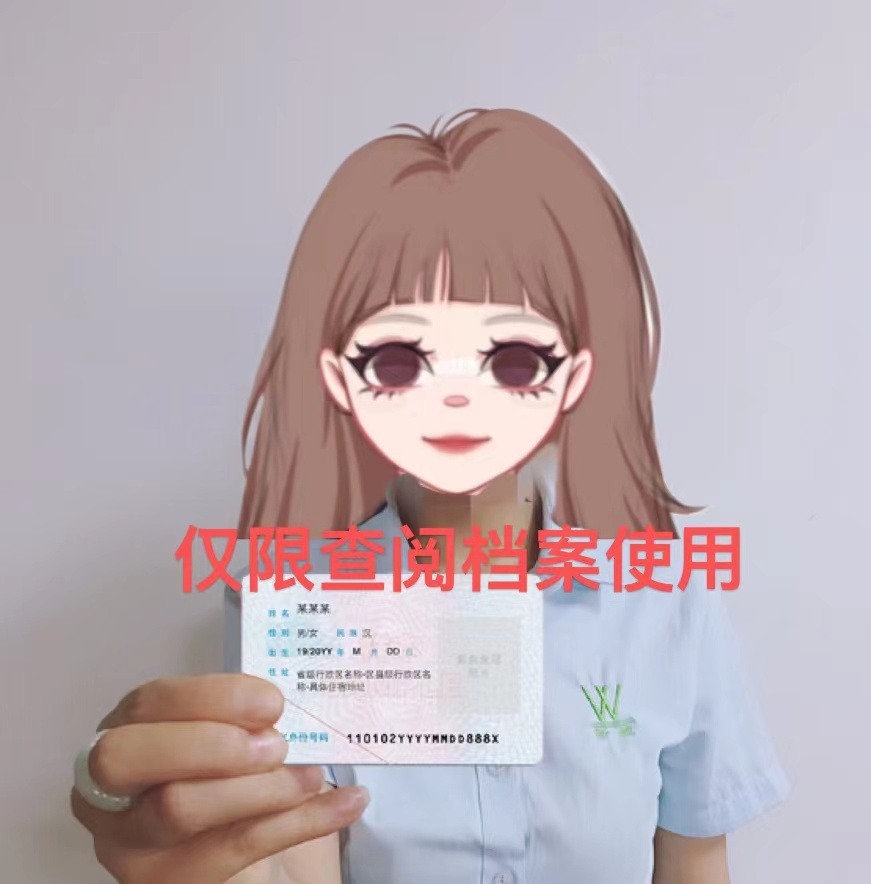 仅限查阅档案使用
姓名 某某某
性别 男/女 民族 汉
出生 19/20YY 年 M 月 DD 日
住址 省级行政区名称-区县级行政区名
称-具体住宿地址
身份号码 110102YYYYMMDD888X